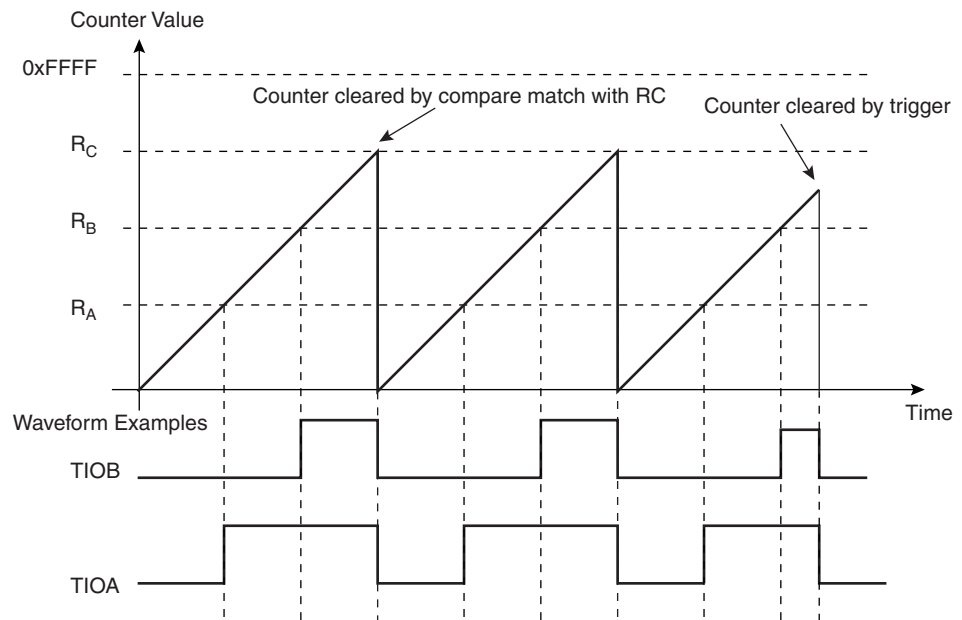 Counter Value
0xFFFF
Counter cleared by compare match with RC
Counter cleared by trigger
RC
RB
RA
Time
Waveform Examples
TIOB
TIOA